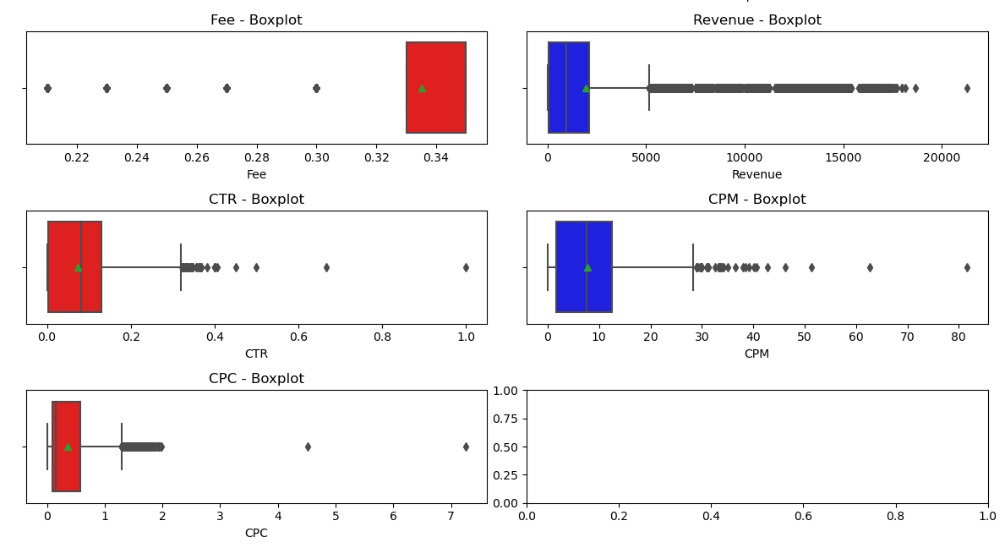 Fee - Boxplot
0.22 0.24 0.26 0.28 0.30 0.32 0.34
Fee
Revenue - Boxplot
0 5000 10000 15000 20000
Revenue
CTR - Boxplot
0.0 0.2 0.4 0.6 0.8 1.0
CTR
CPM - Boxplot
0 10 20 30 40 50 60 70 80
CPM
CPC - Boxplot
0 1 2 3 4 5 6 7
CPC
1.00
0.75
0.50
0.25
0.00
0.0 0.2 0.4 0.6 0.8 1.0